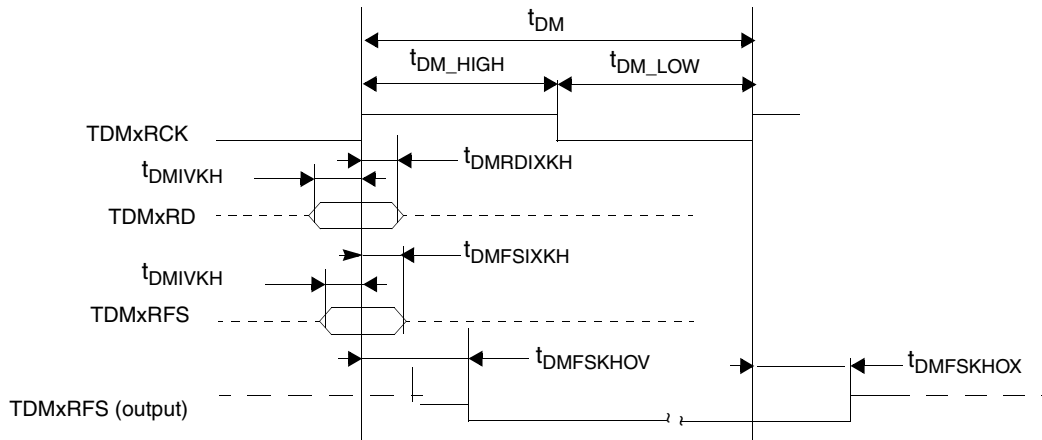 tDM
tDM_HIGH
tDM_LOW
TDMxRCK
tDMRDIXKH
tDMIVKH
TDMxRD
tDMFSIXKH
tDMIVKH
TDMxRFS
tDMFSKHOV
tDMFSKHOX
TDMxRFS (output)